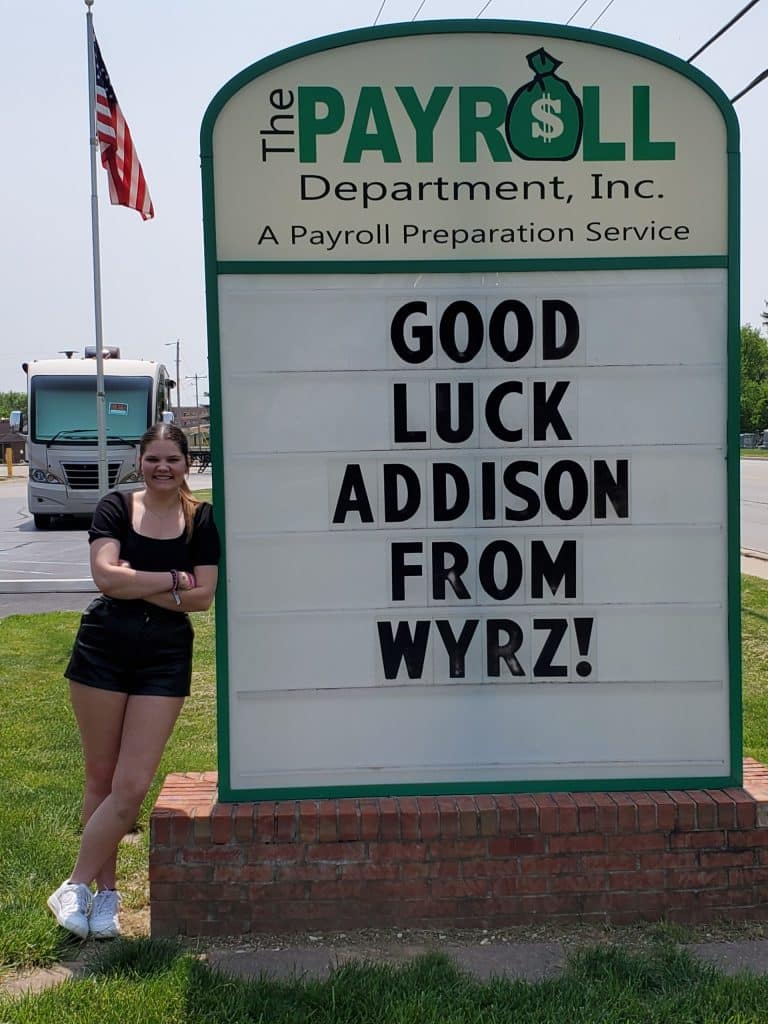 The PAYROLL
Department, Inc.
A Payroll Preparation Service
GOOD
LUCK
ADDISON
FROM
WYRZ!